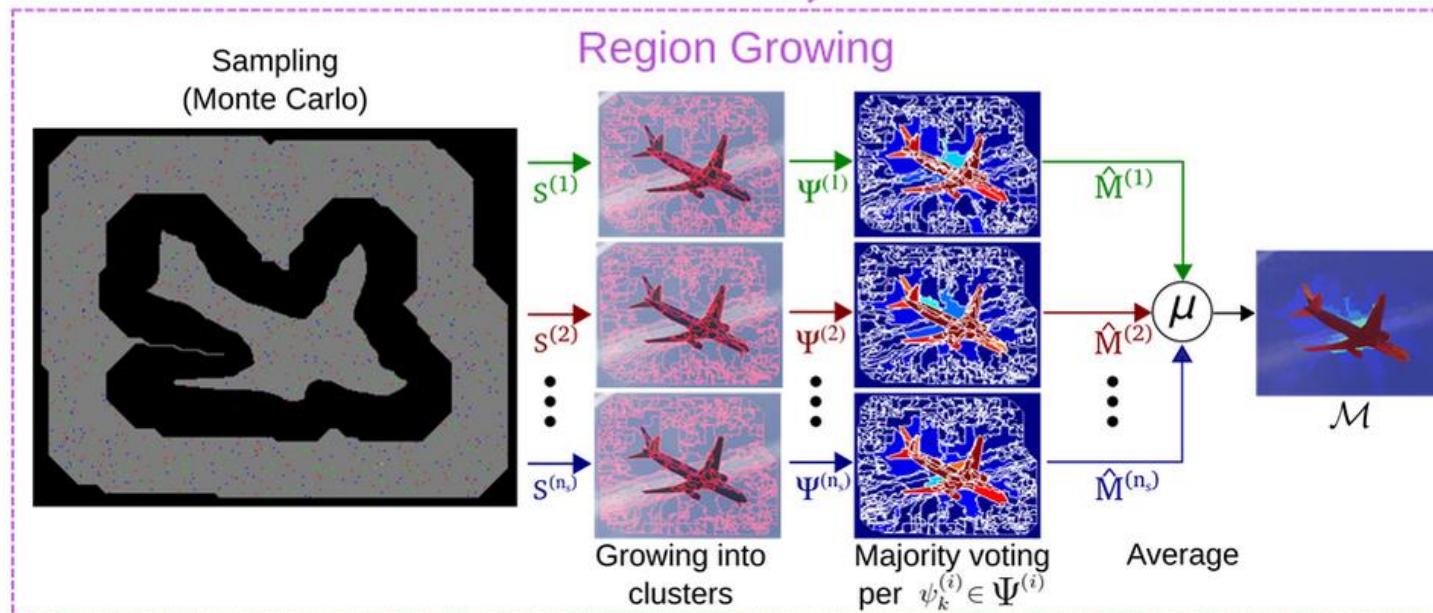 Region Growing
Sampling
(Monte Carlo)
S⁽¹⁾
Ψ⁽¹⁾
M̂⁽¹⁾
S⁽²⁾
Ψ⁽²⁾
M̂⁽²⁾
μ
S⁽ⁿₛ⁾
Ψ⁽ⁿₛ⁾
M̂⁽ⁿₛ⁾
ℳ
Growing into
clusters
Majority voting
per ψₖ⁽ⁱ⁾ ∈ Ψ⁽ⁱ⁾
Average